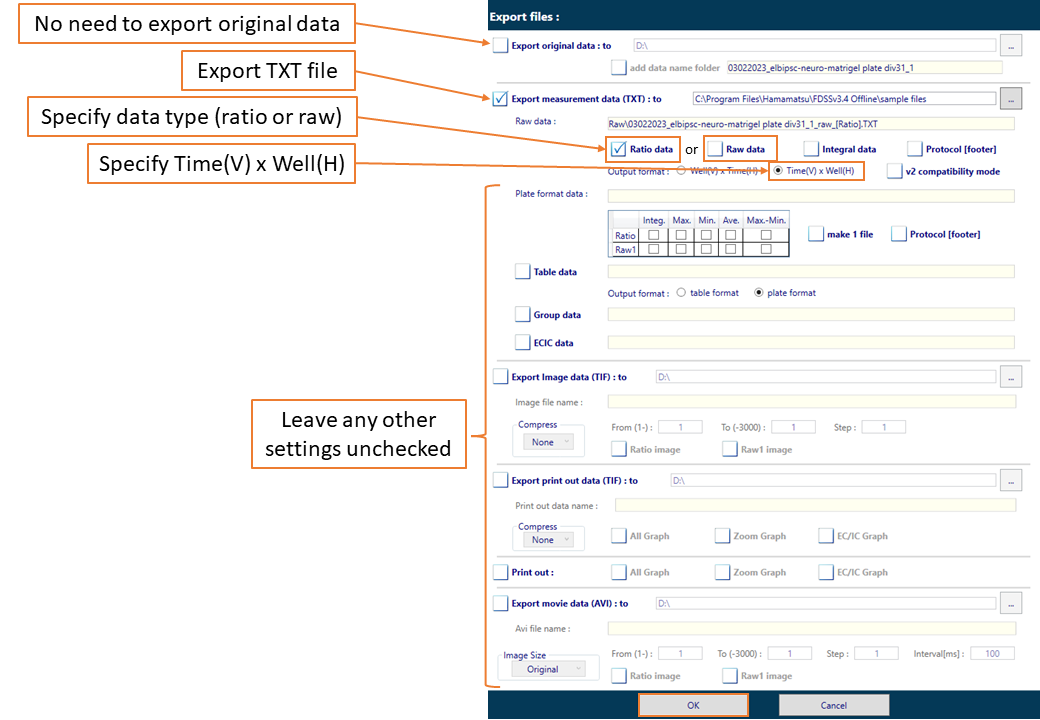 No need to export original data
Export TXT file
Specify data type (ratio or raw)
Specify Time(V) x Well(H)
Leave any other
settings unchecked
Export files :
Export original data : to D:\ ...
add data name folder 03022023_elbipsc-neuro-matrigel plate div31_1
Export measurement data (TXT) : to C:\Program Files\Hamamatsu\FDSSv3.4 Offline\sample files ...
Raw data : Raw\03022023_elbipsc-neuro-matrigel plate div31_1_raw_[Ratio].TXT
Ratio data or Raw data Integral data Protocol [footer]
Output format : Well(V) x Time(H) Time(V) x Well(H) v2 compatibility mode
Plate format data :
Integ. Max. Min. Ave. Max.-Min.
Ratio make 1 file Protocol [footer]
Raw1
Table data
Output format : table format plate format
Group data
ECIC data
Export Image data (TIF) : to D:\ ...
Image file name :
Compress From (1-) : 1 To (-3000) : 1 Step : 1
None Ratio image Raw1 image
Export print out data (TIF) : to D:\ ...
Print out data name :
Compress
None All Graph Zoom Graph EC/IC Graph
Print out : All Graph Zoom Graph EC/IC Graph
Export movie data (AVI) : to D:\ ...
Avi file name :
Image Size From (1-) : 1 To (-3000) : 1 Step : 1 Interval[ms] : 100
Original Ratio image Raw1 image
OK Cancel